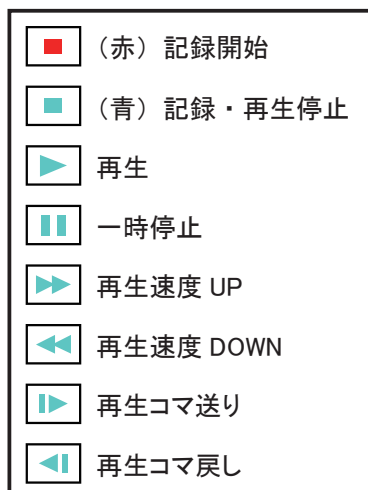 （赤）記録開始
（青）記録・再生停止
再生
一時停止
再生速度 UP
再生速度 DOWN
再生コマ送り
再生コマ戻し